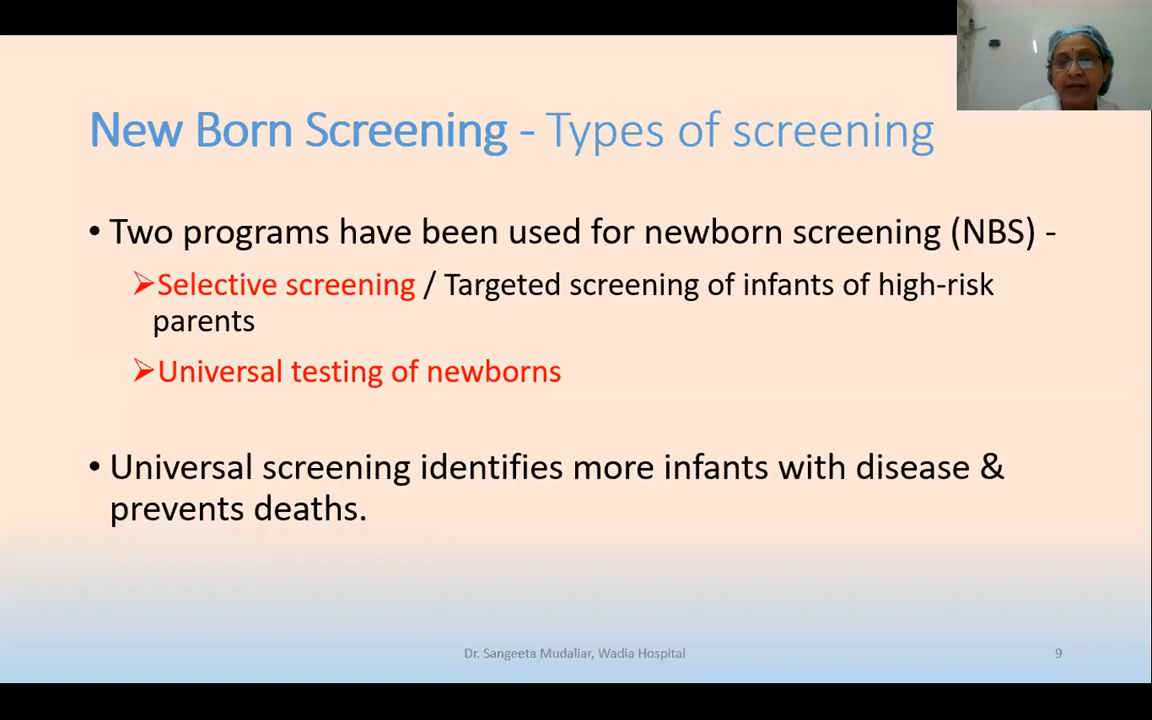 New Born Screening - Types of screening
• Two programs have been used for newborn screening (NBS) -
➢Selective screening / Targeted screening of infants of high-risk
parents
➢Universal testing of newborns
• Universal screening identifies more infants with disease &
prevents deaths.
Dr. Sangeeta Mudaliar, Wadia Hospital
9